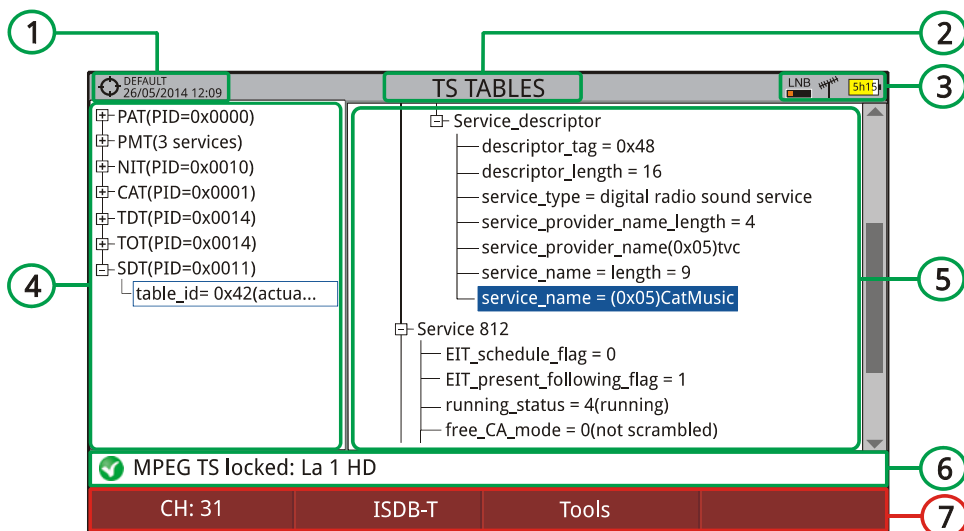 1
2
DEFAULT
26/05/2014 12:09
TS TABLES
LNB
5h15
3
PAT(PID=0x0000)
PMT(3 services)
NIT(PID=0x0010)
CAT(PID=0x0001)
TDT(PID=0x0014)
TOT(PID=0x0014)
SDT(PID=0x0011)
table_id= 0x42(actua...
4
Service_descriptor
descriptor_tag = 0x48
descriptor_length = 16
service_type = digital radio sound service
service_provider_name_length = 4
service_provider_name(0x05)tvc
service_name = length = 9
service_name = (0x05)CatMusic
Service 812
EIT_schedule_flag = 0
EIT_present_following_flag = 1
running_status = 4(running)
free_CA_mode = 0(not scrambled)
5
MPEG TS locked: La 1 HD
6
CH: 31 ISDB-T Tools
7